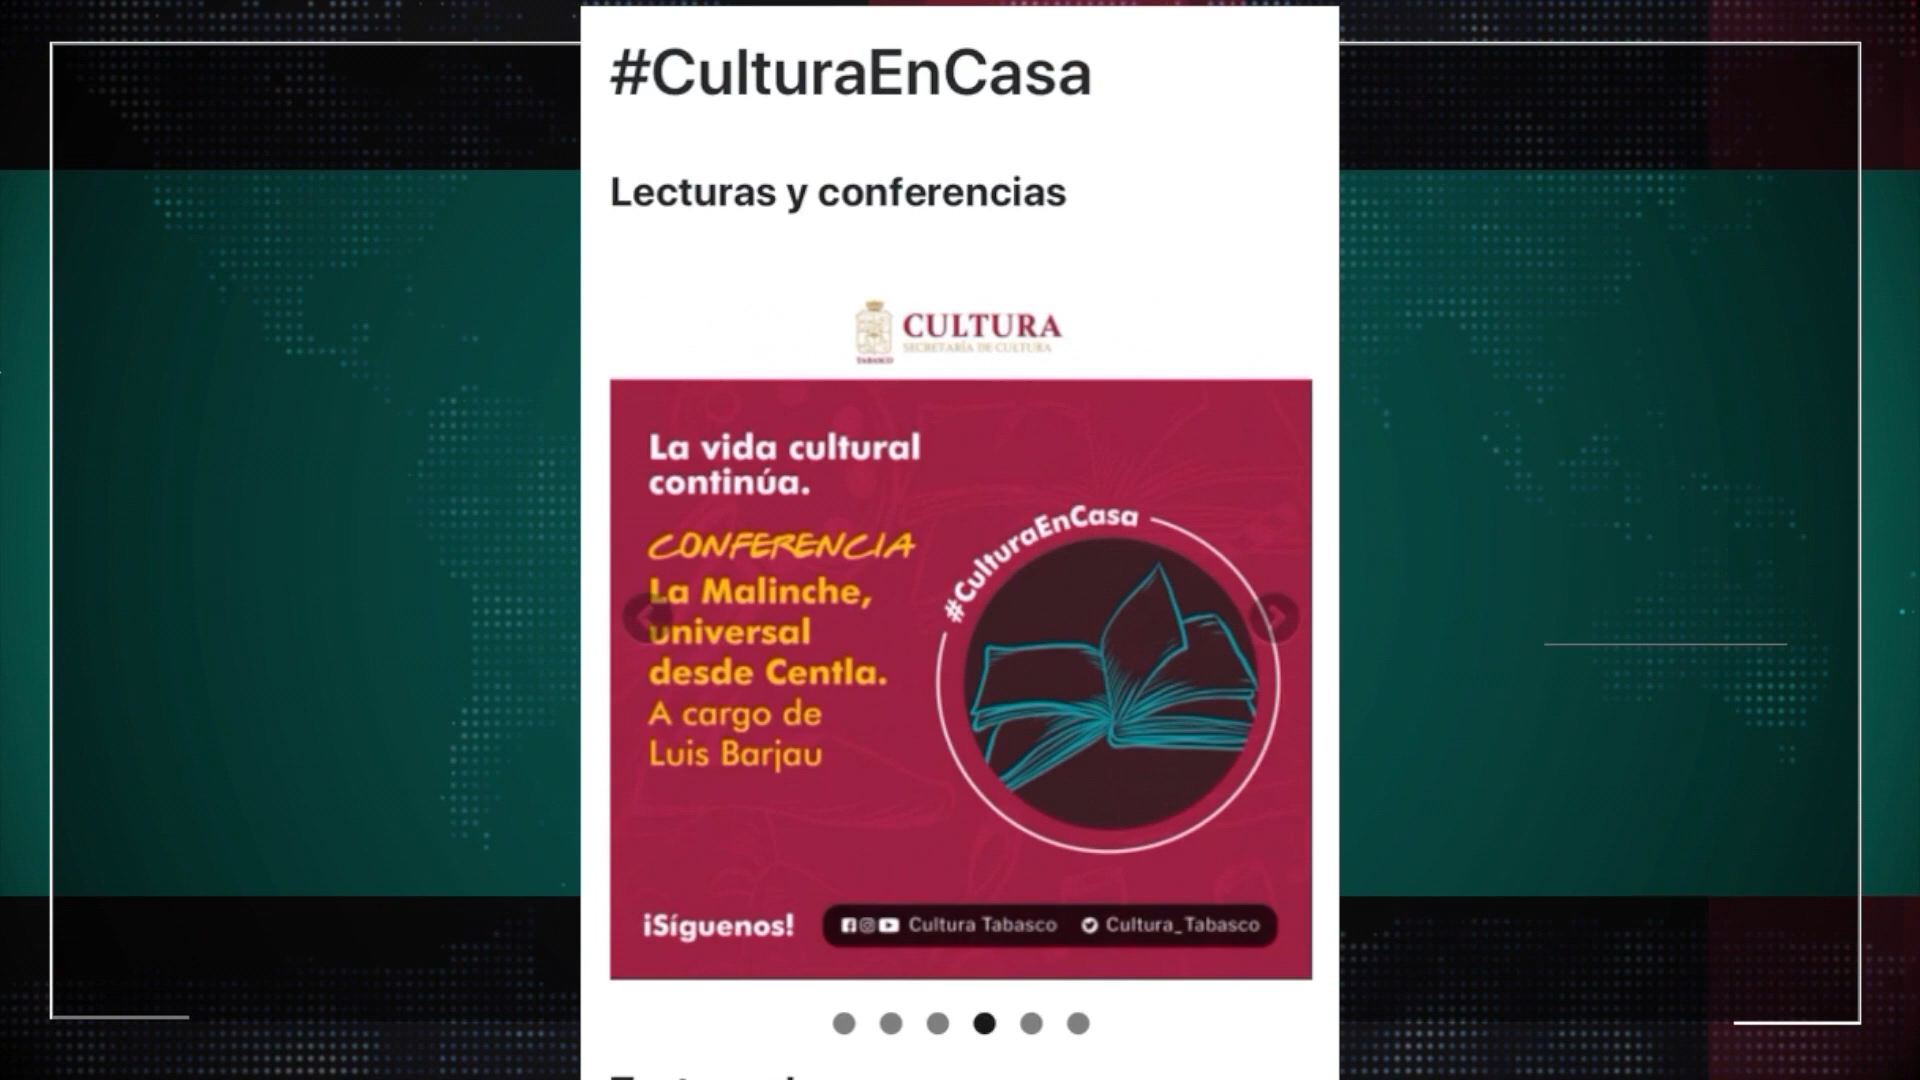 #CulturaEnCasa
Lecturas y conferencias
CULTURA
SECRETARÍA DE CULTURA
TABASCO
La vida cultural
continúa.
CONFERENCIA
La Malinche,
universal
desde Centla.
A cargo de
Luis Barjau
#CulturaEnCasa
¡Síguenos!
Cultura Tabasco
Cultura_Tabasco